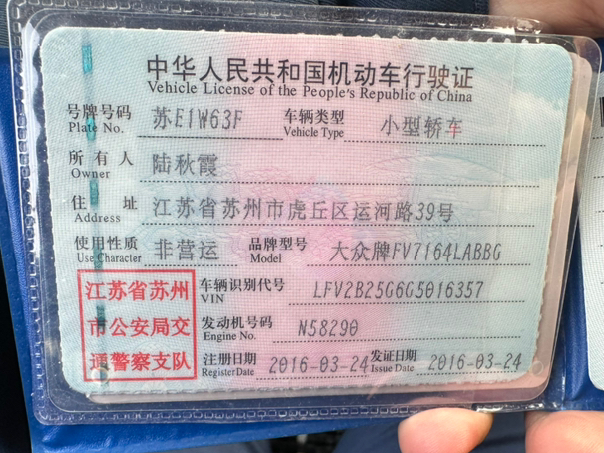 中华人民共和国机动车行驶证
Vehicle License of the People's Republic of China
号牌号码 苏E1W63F 车辆类型 小型轿车
Plate No. Vehicle Type
所有人 陆秋霞
Owner
住址 江苏省苏州市虎丘区运河路39号
Address
使用性质 非营运 品牌型号 大众牌FV7164LABBG
Use Character Model
江苏省苏州
市公安局交
通警察支队
车辆识别代号 LFV2B25G6G5016357
VIN
发动机号码 N58290
Engine No.
注册日期 2016-03-24 发证日期 2016-03-24
Register Date Issue Date